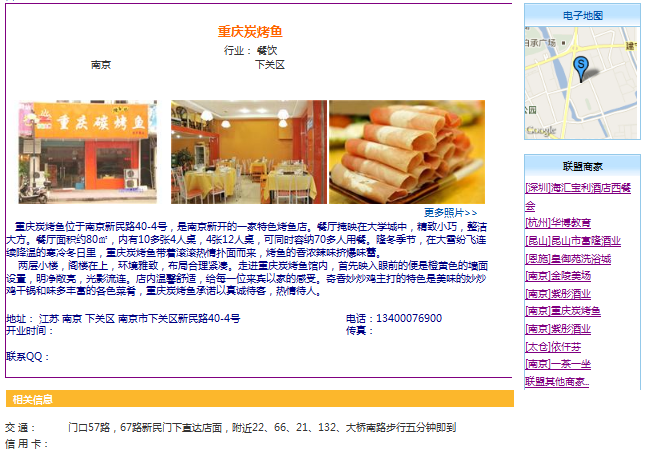 重庆炭烤鱼
行业： 餐饮
南京 下关区
重庆碳烤鱼
更多照片>>
重庆炭烤鱼位于南京新民路40-4号，是南京新开的一家特色烤鱼店。餐厅掩映在大学城中，精致小巧，整洁
大方。餐厅面积约80㎡，内有10多张4人桌，4张12人桌，可同时容纳70多人用餐。隆冬季节，在大雪纷飞连
续降温的寒冷冬日里，重庆炭烤鱼带着滚滚热情扑面而来，烤鱼的香浓辣味挤爆味蕾。
两层小楼，阁楼在上，环境雅致，布局合理紧凑。走进重庆炭烤鱼馆内，首先映入眼前的便是橙黄色的墙面
设置，明净敞亮，光影流连。店内温馨舒适，给每一位来宾以家的感受。奇香妙炒鸡主打的特色是美味的妙炒
鸡干锅和味多丰富的各色菜肴，重庆炭烤鱼承诺以真诚待客，热情待人。
地址： 江苏 南京 下关区 南京市下关区新民路40-4号 电话：13400076900
开业时间： 传真：
联系QQ：
相关信息
交 通： 门口57路，67路新民门下直达店面，附近22、66、21、132、大桥南路步行五分钟即到
信 用 卡：
电子地图
白承广场
建宁
S
公园
Google
联盟商家
[深圳]海汇宝利酒店西餐
会
[杭州]华博教育
[昆山]昆山市富隆酒业
[恩施]皇御苑洗浴城
[南京]金陵美场
[南京]紫彤酒业
[南京]重庆炭烤鱼
[南京]紫彤酒业
[太仓]依仟芬
[南京]一茶一坐
联盟其他商家..